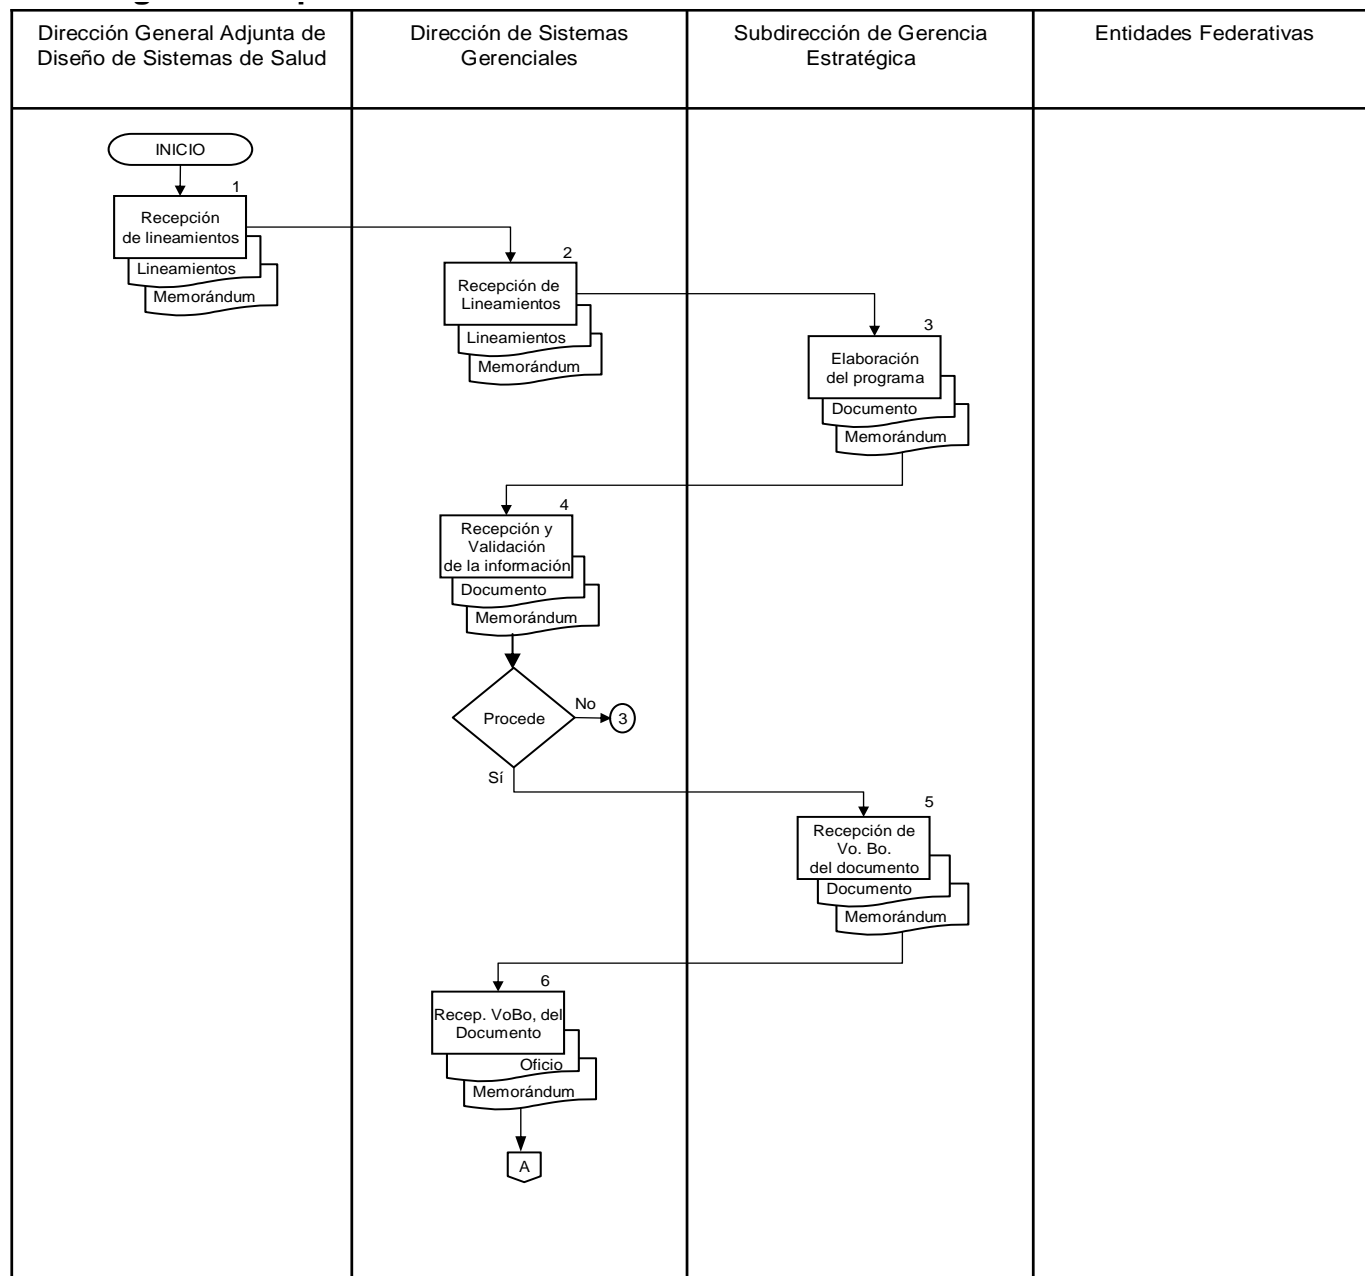 Dirección General Adjunta de
Diseño de Sistemas de Salud
Dirección de Sistemas
Gerenciales
Subdirección de Gerencia
Estratégica
Entidades Federativas
INICIO
1
Recepción
de lineamientos
Lineamientos
Memorándum
2
Recepción de
Lineamientos
Lineamientos
Memorándum
3
Elaboración
del programa
Documento
Memorándum
4
Recepción y
Validación
de la información
Documento
Memorándum
Procede
No
3
Sí
5
Recepción de
Vo. Bo.
del documento
Documento
Memorándum
6
Recep. VoBo, del
Documento
Oficio
Memorándum
A